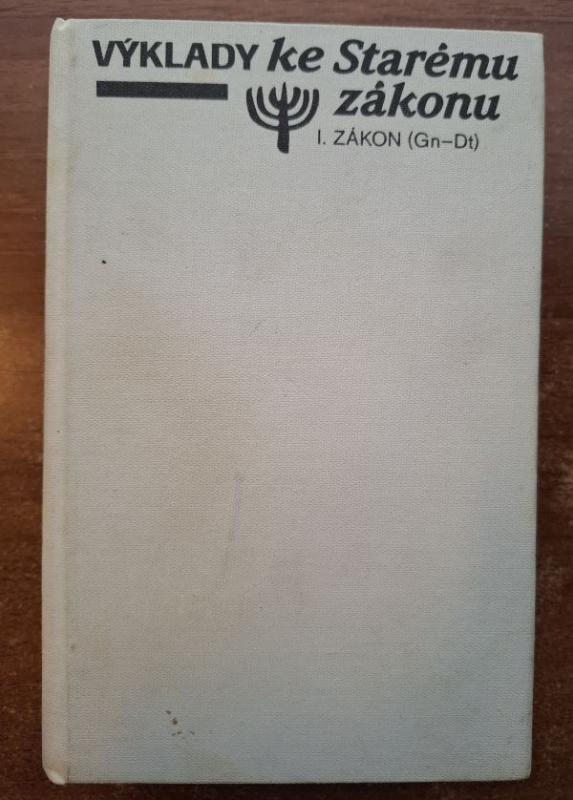 VÝKLADY ke Starému
zákonu
I. ZÁKON (Gn–Dt)